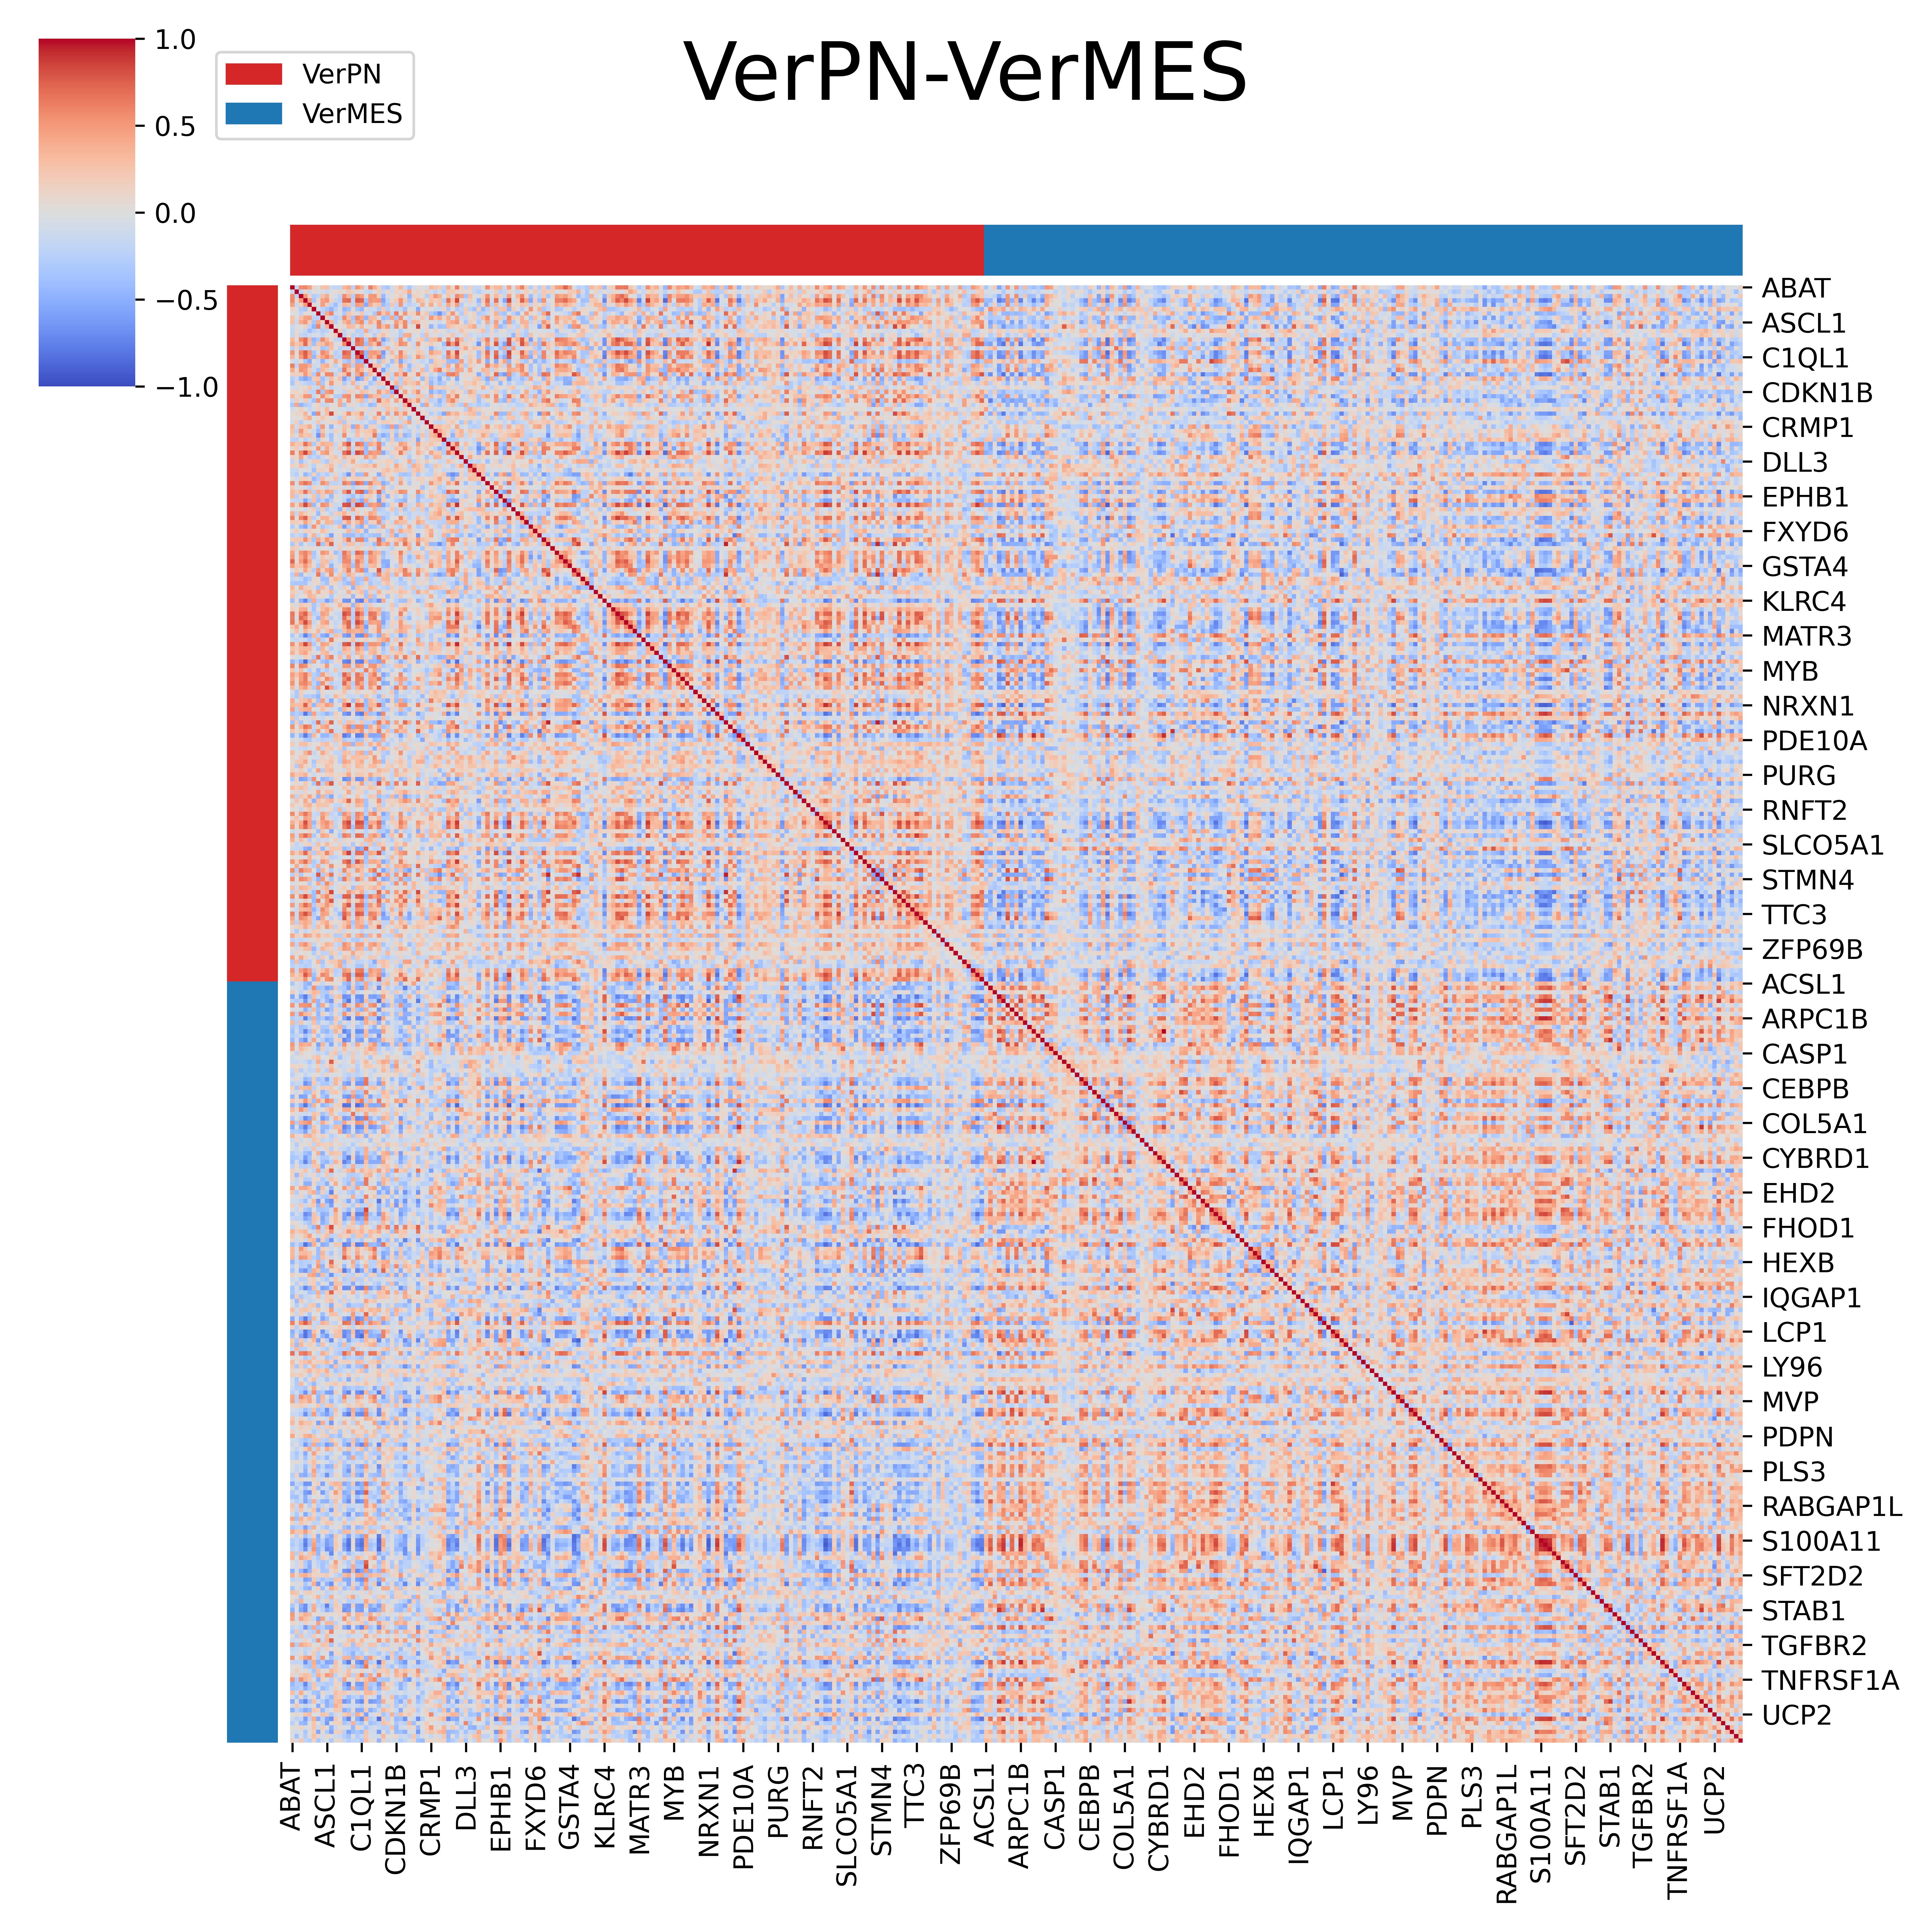 VerPN-VerMES
1.0
0.5
0.0
−0.5
−1.0
VerPN
VerMES
ABAT
ASCL1
C1QL1
CDKN1B
CRMP1
DLL3
EPHB1
FXYD6
GSTA4
KLRC4
MATR3
MYB
NRXN1
PDE10A
PURG
RNFT2
SLCO5A1
STMN4
TTC3
ZFP69B
ACSL1
ARPC1B
CASP1
CEBPB
COL5A1
CYBRD1
EHD2
FHOD1
HEXB
IQGAP1
LCP1
LY96
MVP
PDPN
PLS3
RABGAP1L
S100A11
SFT2D2
STAB1
TGFBR2
TNFRSF1A
UCP2
ABAT
ASCL1
C1QL1
CDKN1B
CRMP1
DLL3
EPHB1
FXYD6
GSTA4
KLRC4
MATR3
MYB
NRXN1
PDE10A
PURG
RNFT2
SLCO5A1
STMN4
TTC3
ZFP69B
ACSL1
ARPC1B
CASP1
CEBPB
COL5A1
CYBRD1
EHD2
FHOD1
HEXB
IQGAP1
LCP1
LY96
MVP
PDPN
PLS3
RABGAP1L
S100A11
SFT2D2
STAB1
TGFBR2
TNFRSF1A
UCP2